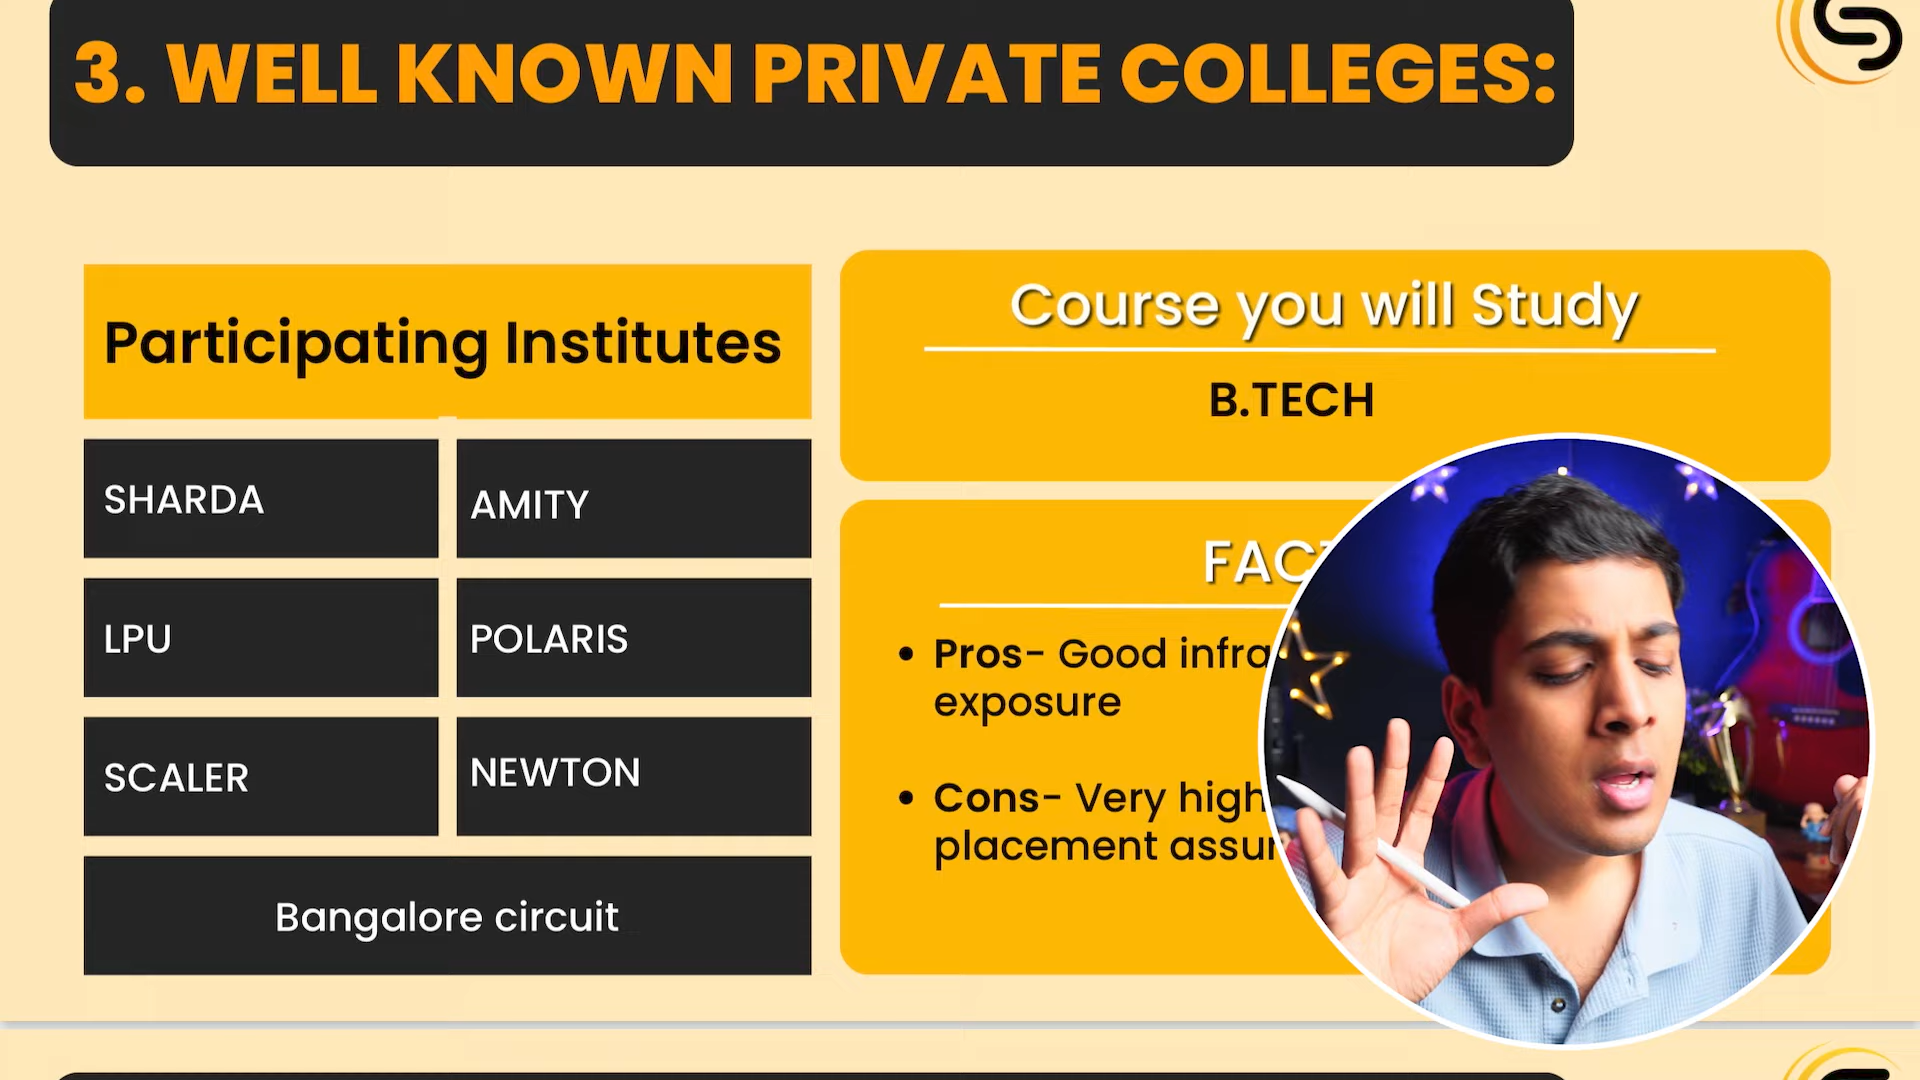 3. WELL KNOWN PRIVATE COLLEGES:
Participating Institutes
SHARDA
AMITY
LPU
POLARIS
SCALER
NEWTON
Bangalore circuit
Course you will Study
B.TECH
Pros- Good
exposure
Cons- Very high
placement